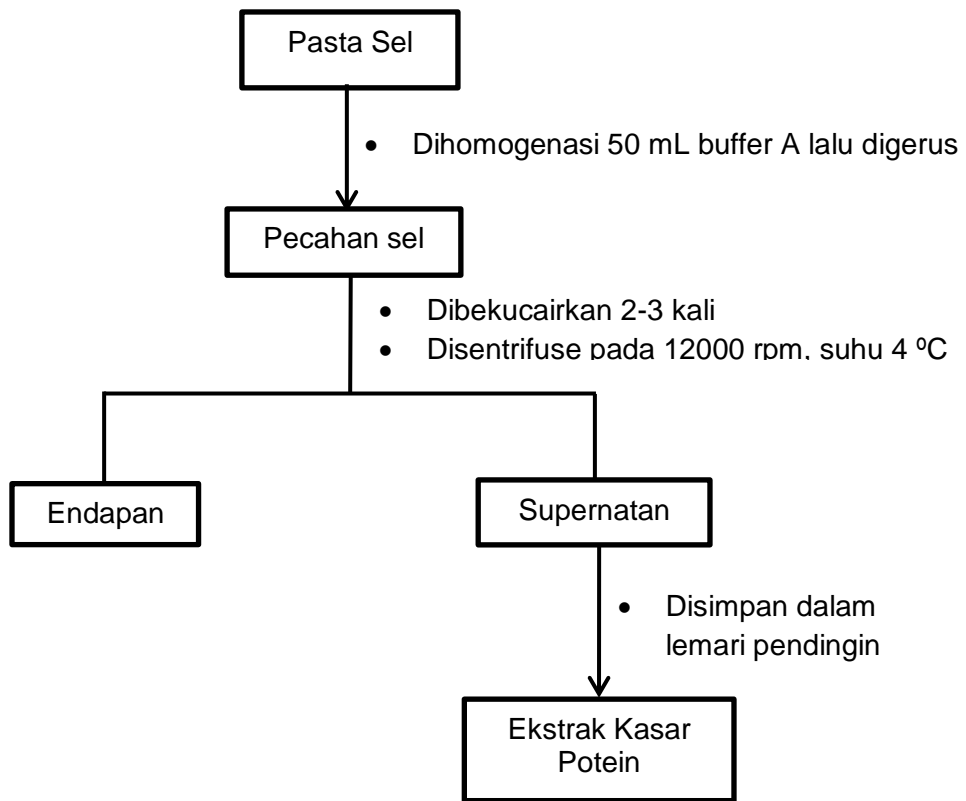 Pasta Sel
• Dihomogenasi 50 mL buffer A lalu digerus
Pecahan sel
• Dibekucairkan 2-3 kali
• Disentrifuse pada 12000 rpm, suhu 4 ºC
Endapan
Supernatan
• Disimpan dalam
lemari pendingin
Ekstrak Kasar
Potein